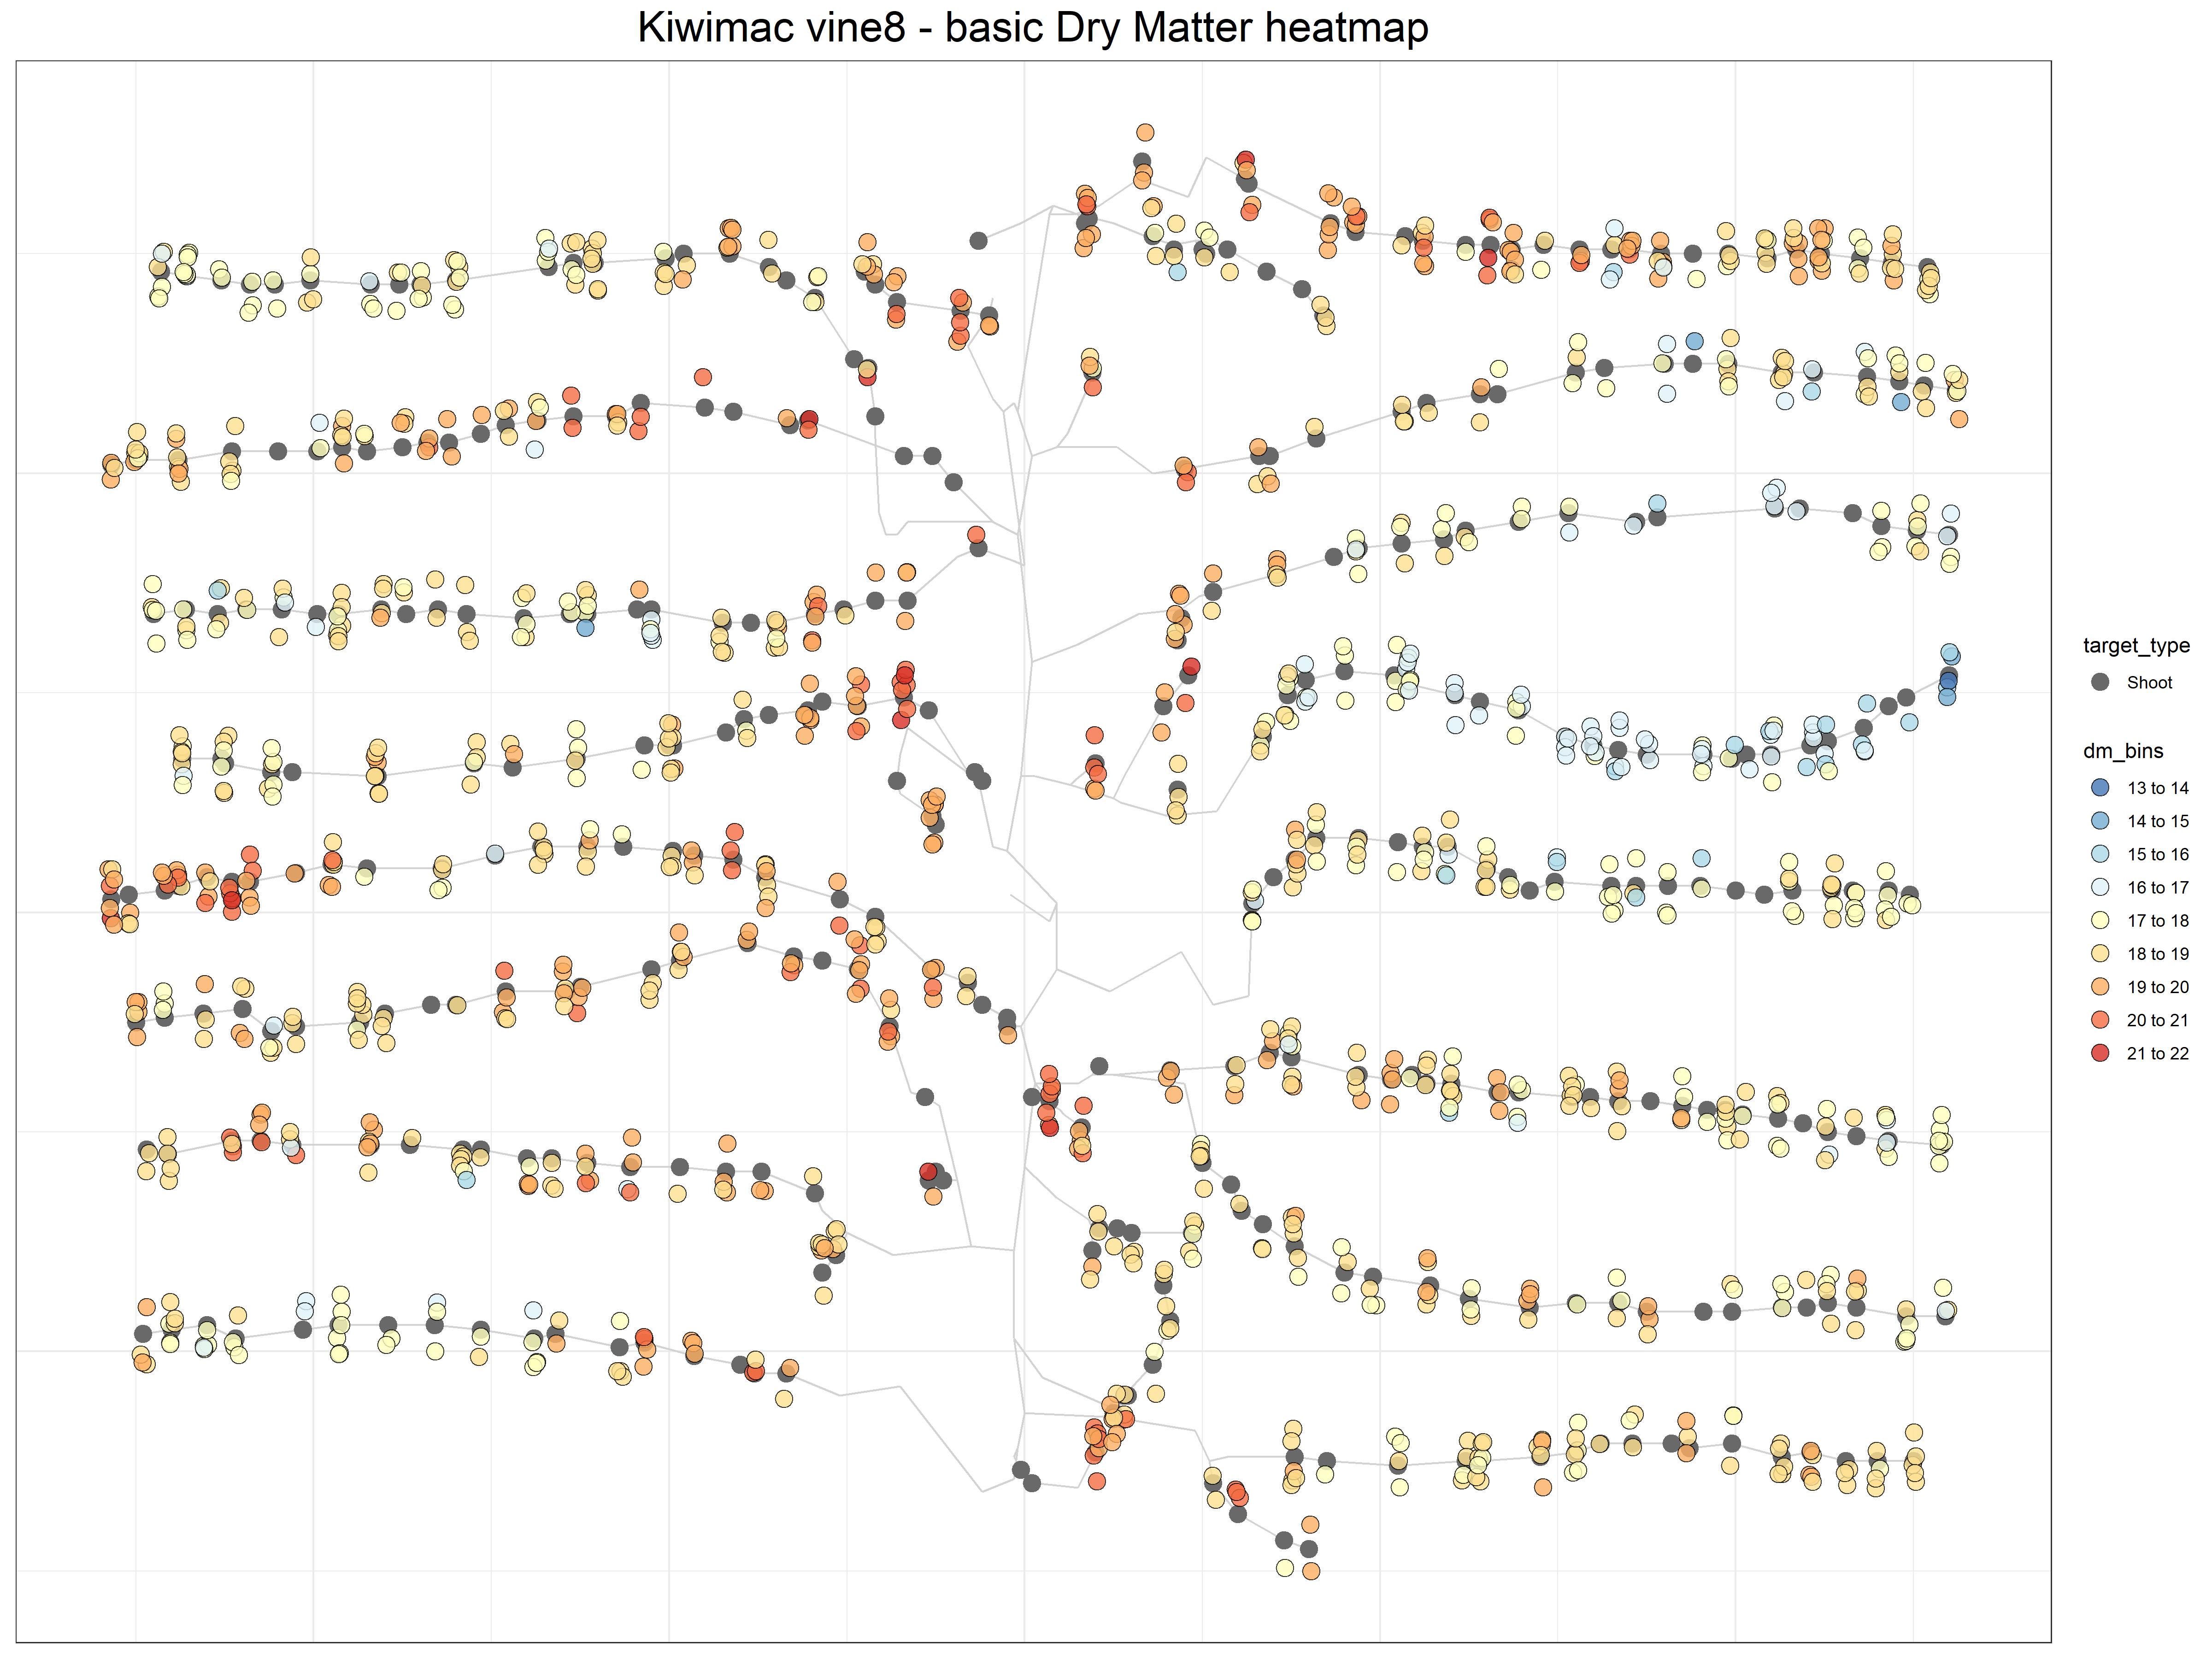 Kiwimac vine8 - basic Dry Matter heatmap
target_type
Shoot
dm_bins
13 to 14
14 to 15
15 to 16
16 to 17
17 to 18
18 to 19
19 to 20
20 to 21
21 to 22